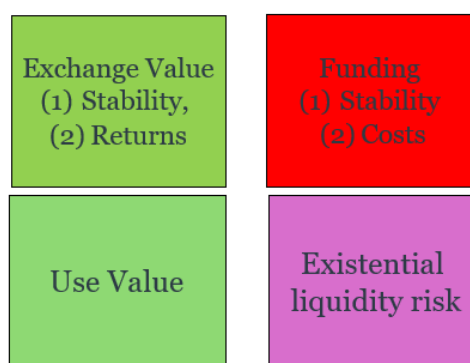 Exchange Value
(1) Stability,
(2) Returns
Funding
(1) Stability
(2) Costs
Use Value
Existential
liquidity risk